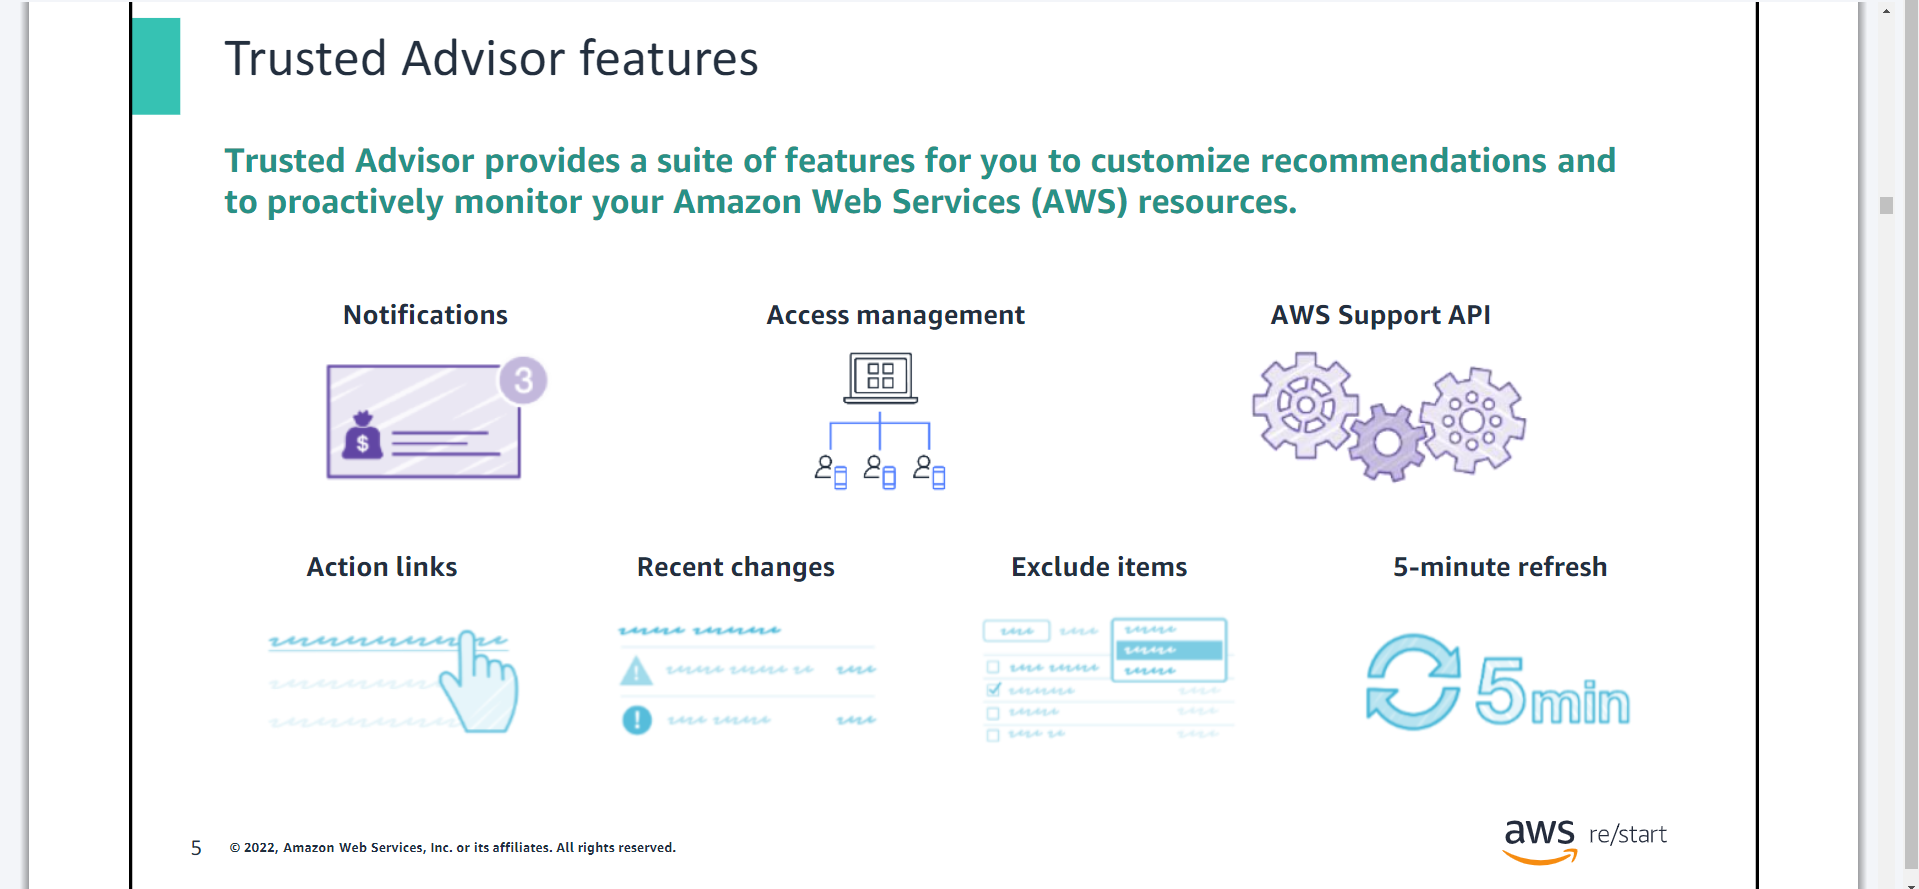 Trusted Advisor features
Trusted Advisor provides a suite of features for you to customize recommendations and
to proactively monitor your Amazon Web Services (AWS) resources.
Notifications
Access management
AWS Support API
3
$
Action links
Recent changes
Exclude items
5-minute refresh
!
!
5min
5 © 2022, Amazon Web Services, Inc. or its affiliates. All rights reserved.
aws re/start